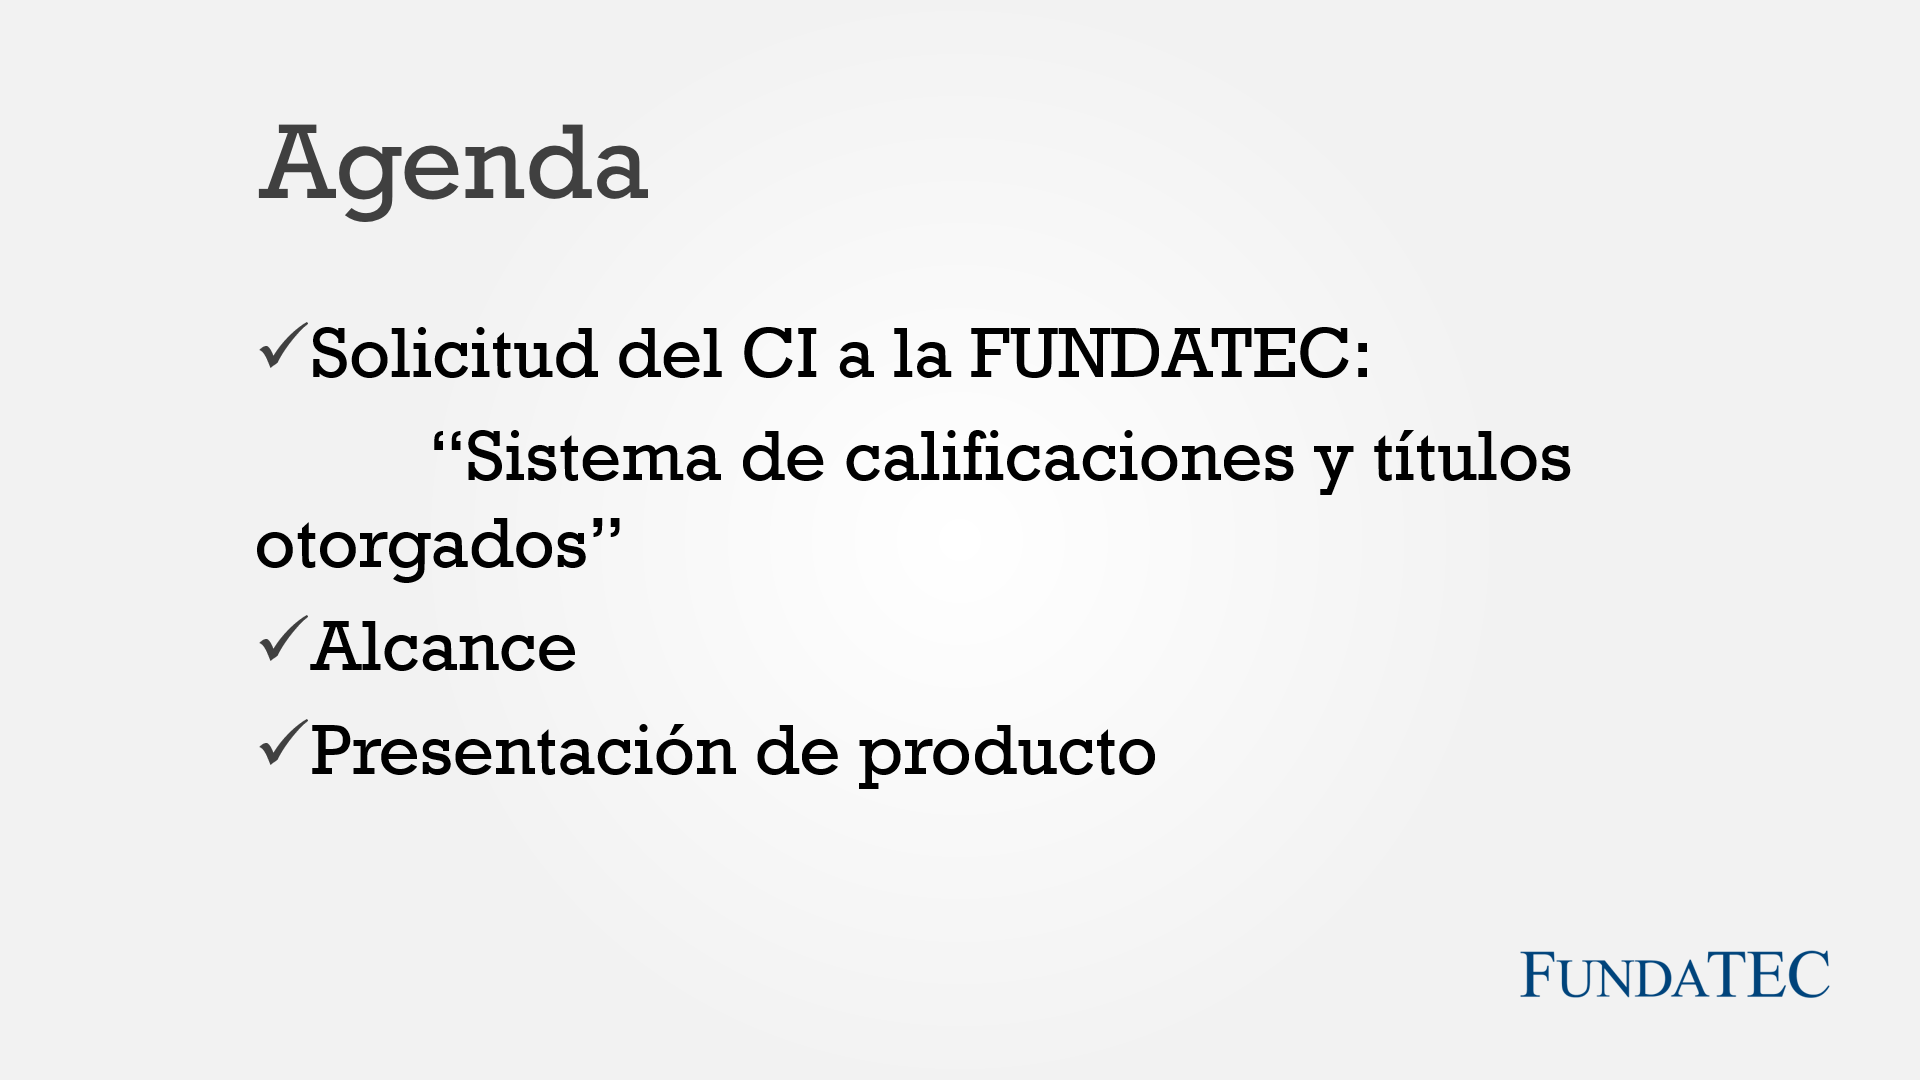 Agenda
✓Solicitud del CI a la FUNDATEC:
“Sistema de calificaciones y títulos
otorgados”
✓Alcance
✓Presentación de producto
FUNDATEC